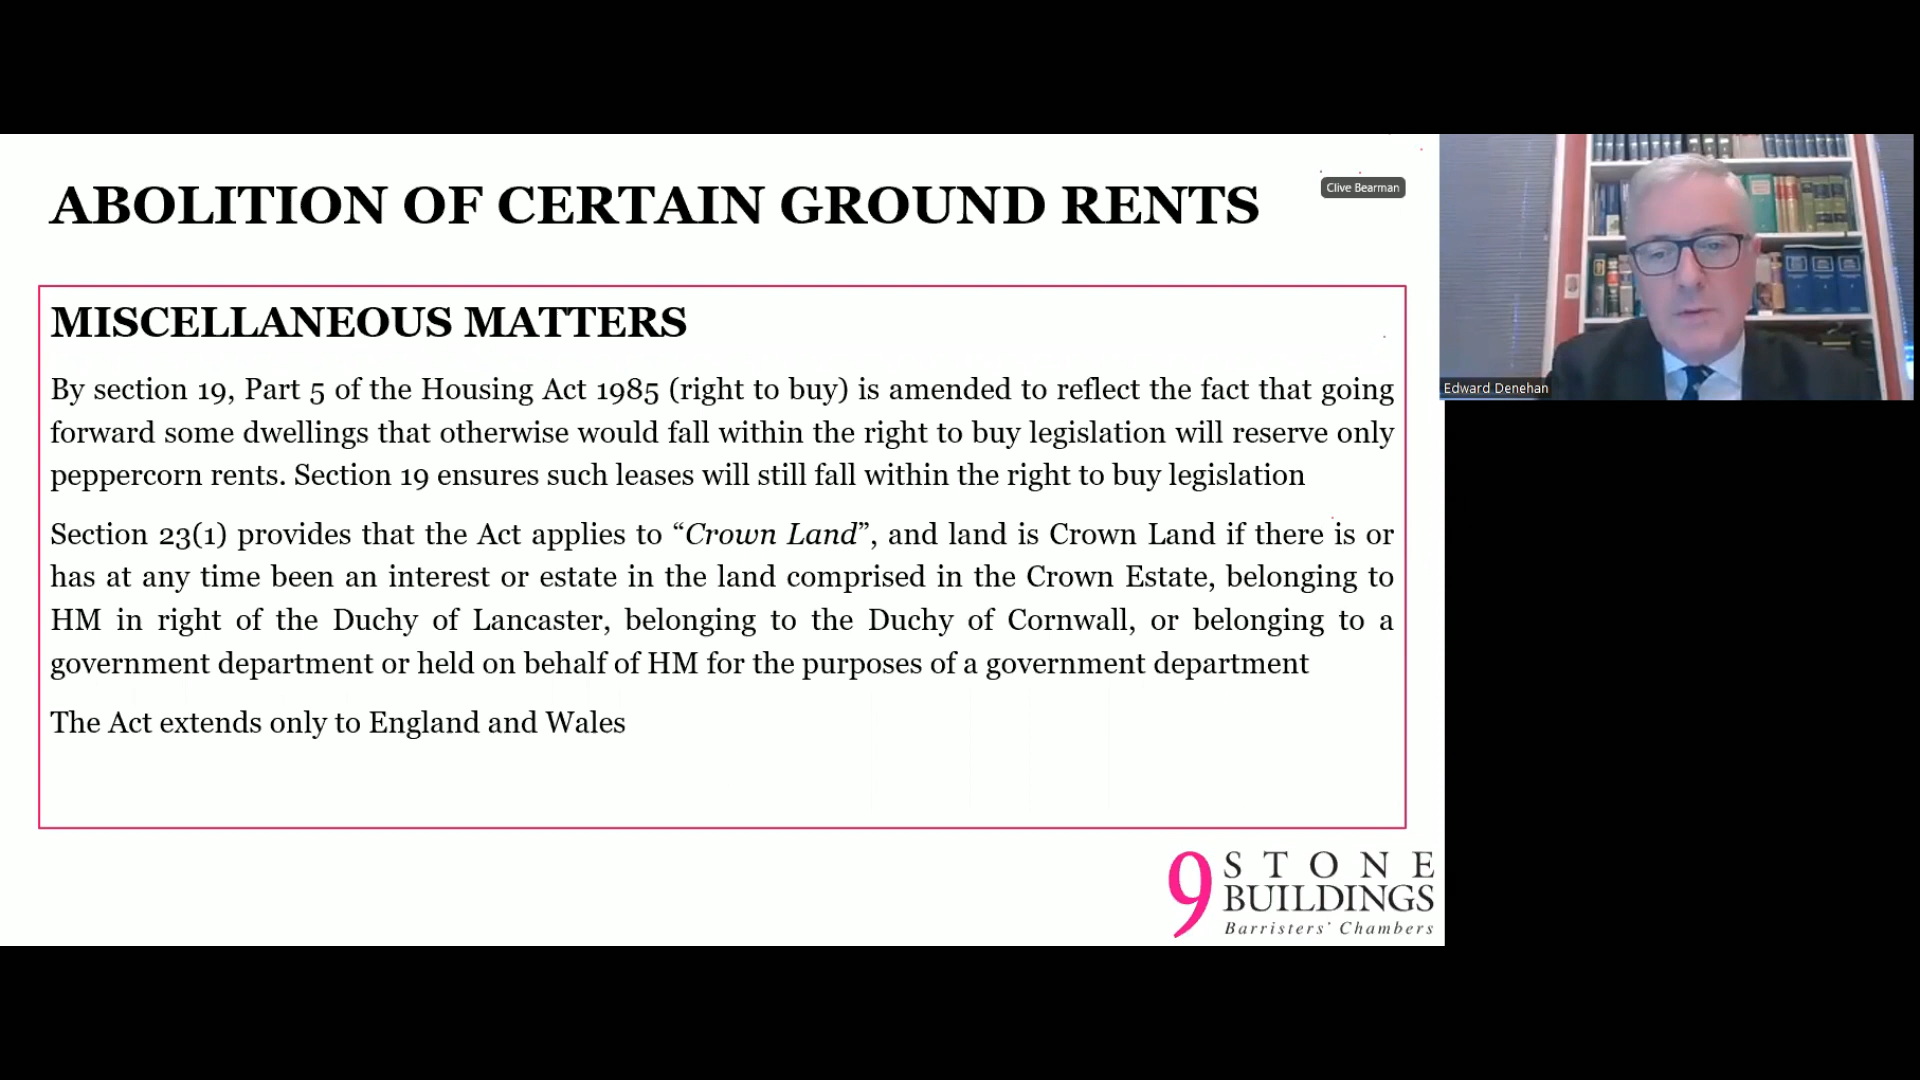 ABOLITION OF CERTAIN GROUND RENTS
Clive Bearman
MISCELLANEOUS MATTERS
By section 19, Part 5 of the Housing Act 1985 (right to buy) is amended to reflect the fact that going
forward some dwellings that otherwise would fall within the right to buy legislation will reserve only
peppercorn rents. Section 19 ensures such leases will still fall within the right to buy legislation
Section 23(1) provides that the Act applies to “Crown Land”, and land is Crown Land if there is or
has at any time been an interest or estate in the land comprised in the Crown Estate, belonging to
HM in right of the Duchy of Lancaster, belonging to the Duchy of Cornwall, or belonging to a
government department or held on behalf of HM for the purposes of a government department
The Act extends only to England and Wales
9 STONE
BUILDINGS
Barristers' Chambers
Edward Denehan